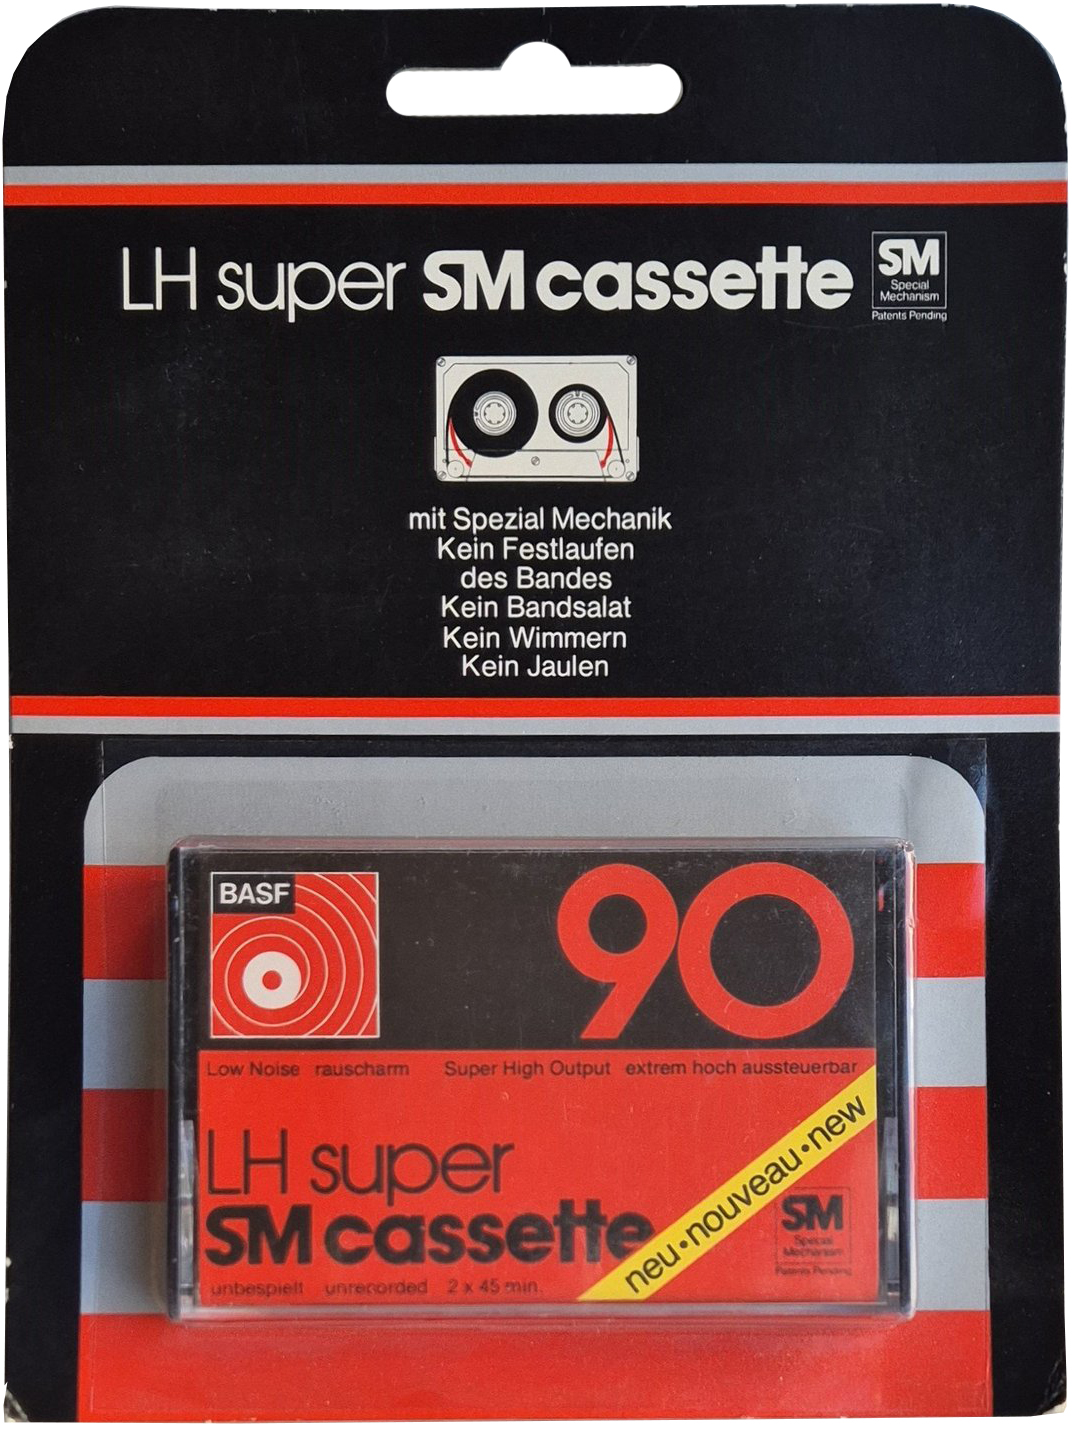 LH super SM cassette
SM
Special
Mechanism
Patents Pending
mit Spezial Mechanik
Kein Festlaufen
des Bandes
Kein Bandsalat
Kein Wimmern
Kein Jaulen
BASF
90
Low Noise rauscharm Super High Output extrem hoch aussteuerbar
LH super
SM cassette
neu•nouveau•new
SM
Special
Mechanism
Patents Pending
unbespielt unrecorded 2 x 45 min.